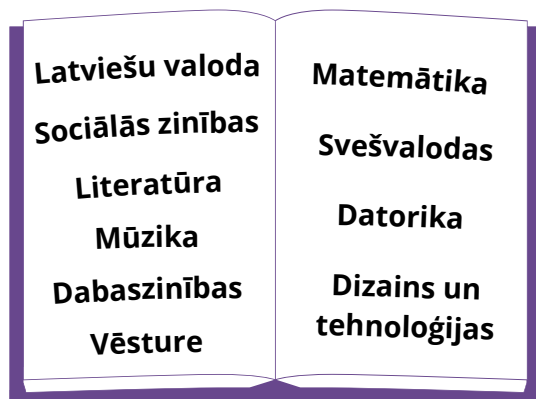 Latviešu valoda
Sociālās zinības
Literatūra
Mūzika
Dabaszinības
Vēsture
Matemātika
Svešvalodas
Datorika
Dizains un
tehnoloģijas